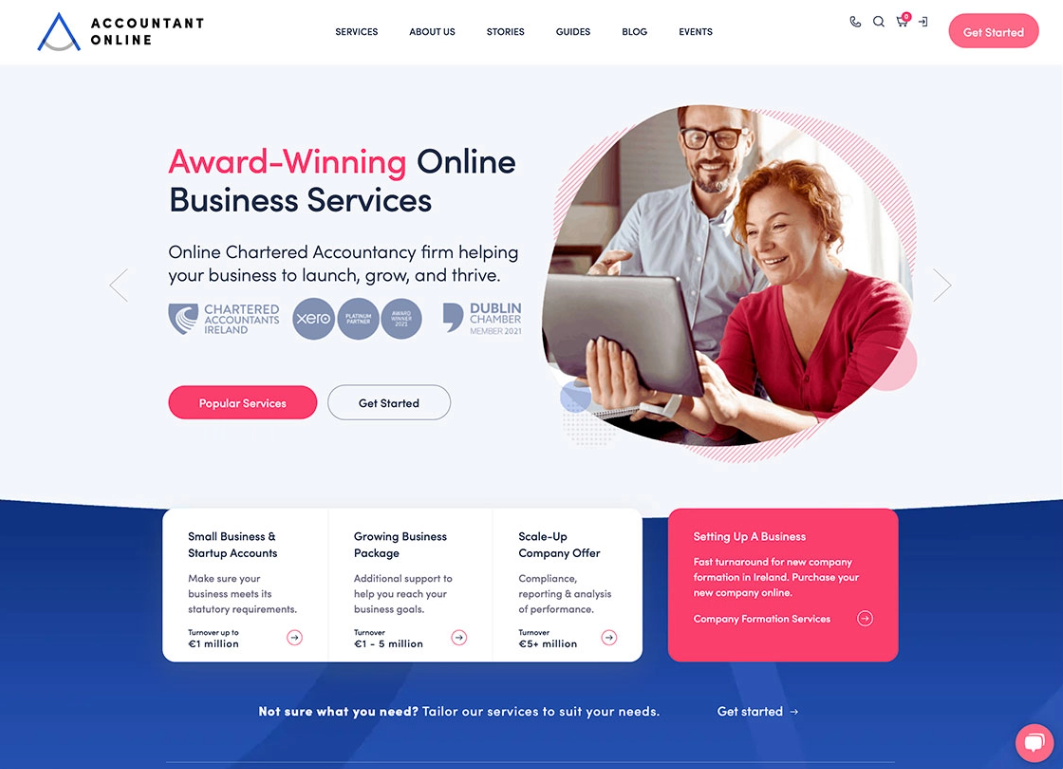 ACCOUNTANT
ONLINE
SERVICES ABOUT US STORIES GUIDES BLOG EVENTS
0
Get Started
Award-Winning Online
Business Services
Online Chartered Accountancy firm helping
your business to launch, grow, and thrive.
CHARTERED
ACCOUNTANTS
IRELAND
xero
PLATINUM
PARTNER
AWARD
WINNER
2021
DUBLIN
CHAMBER
MEMBER 2021
Popular Services
Get Started
Small Business &
Startup Accounts
Make sure your
business meets its
statutory requirements.
Turnover up to
€1 million
Growing Business
Package
Additional support to
help you reach your
business goals.
Turnover
€1 - 5 million
Scale-Up
Company Offer
Compliance,
reporting & analysis
of performance.
Turnover
€5+ million
Setting Up A Business
Fast turnaround for new company
formation in Ireland. Purchase your
new company online.
Company Formation Services
Not sure what you need? Tailor our services to suit your needs.
Get started →